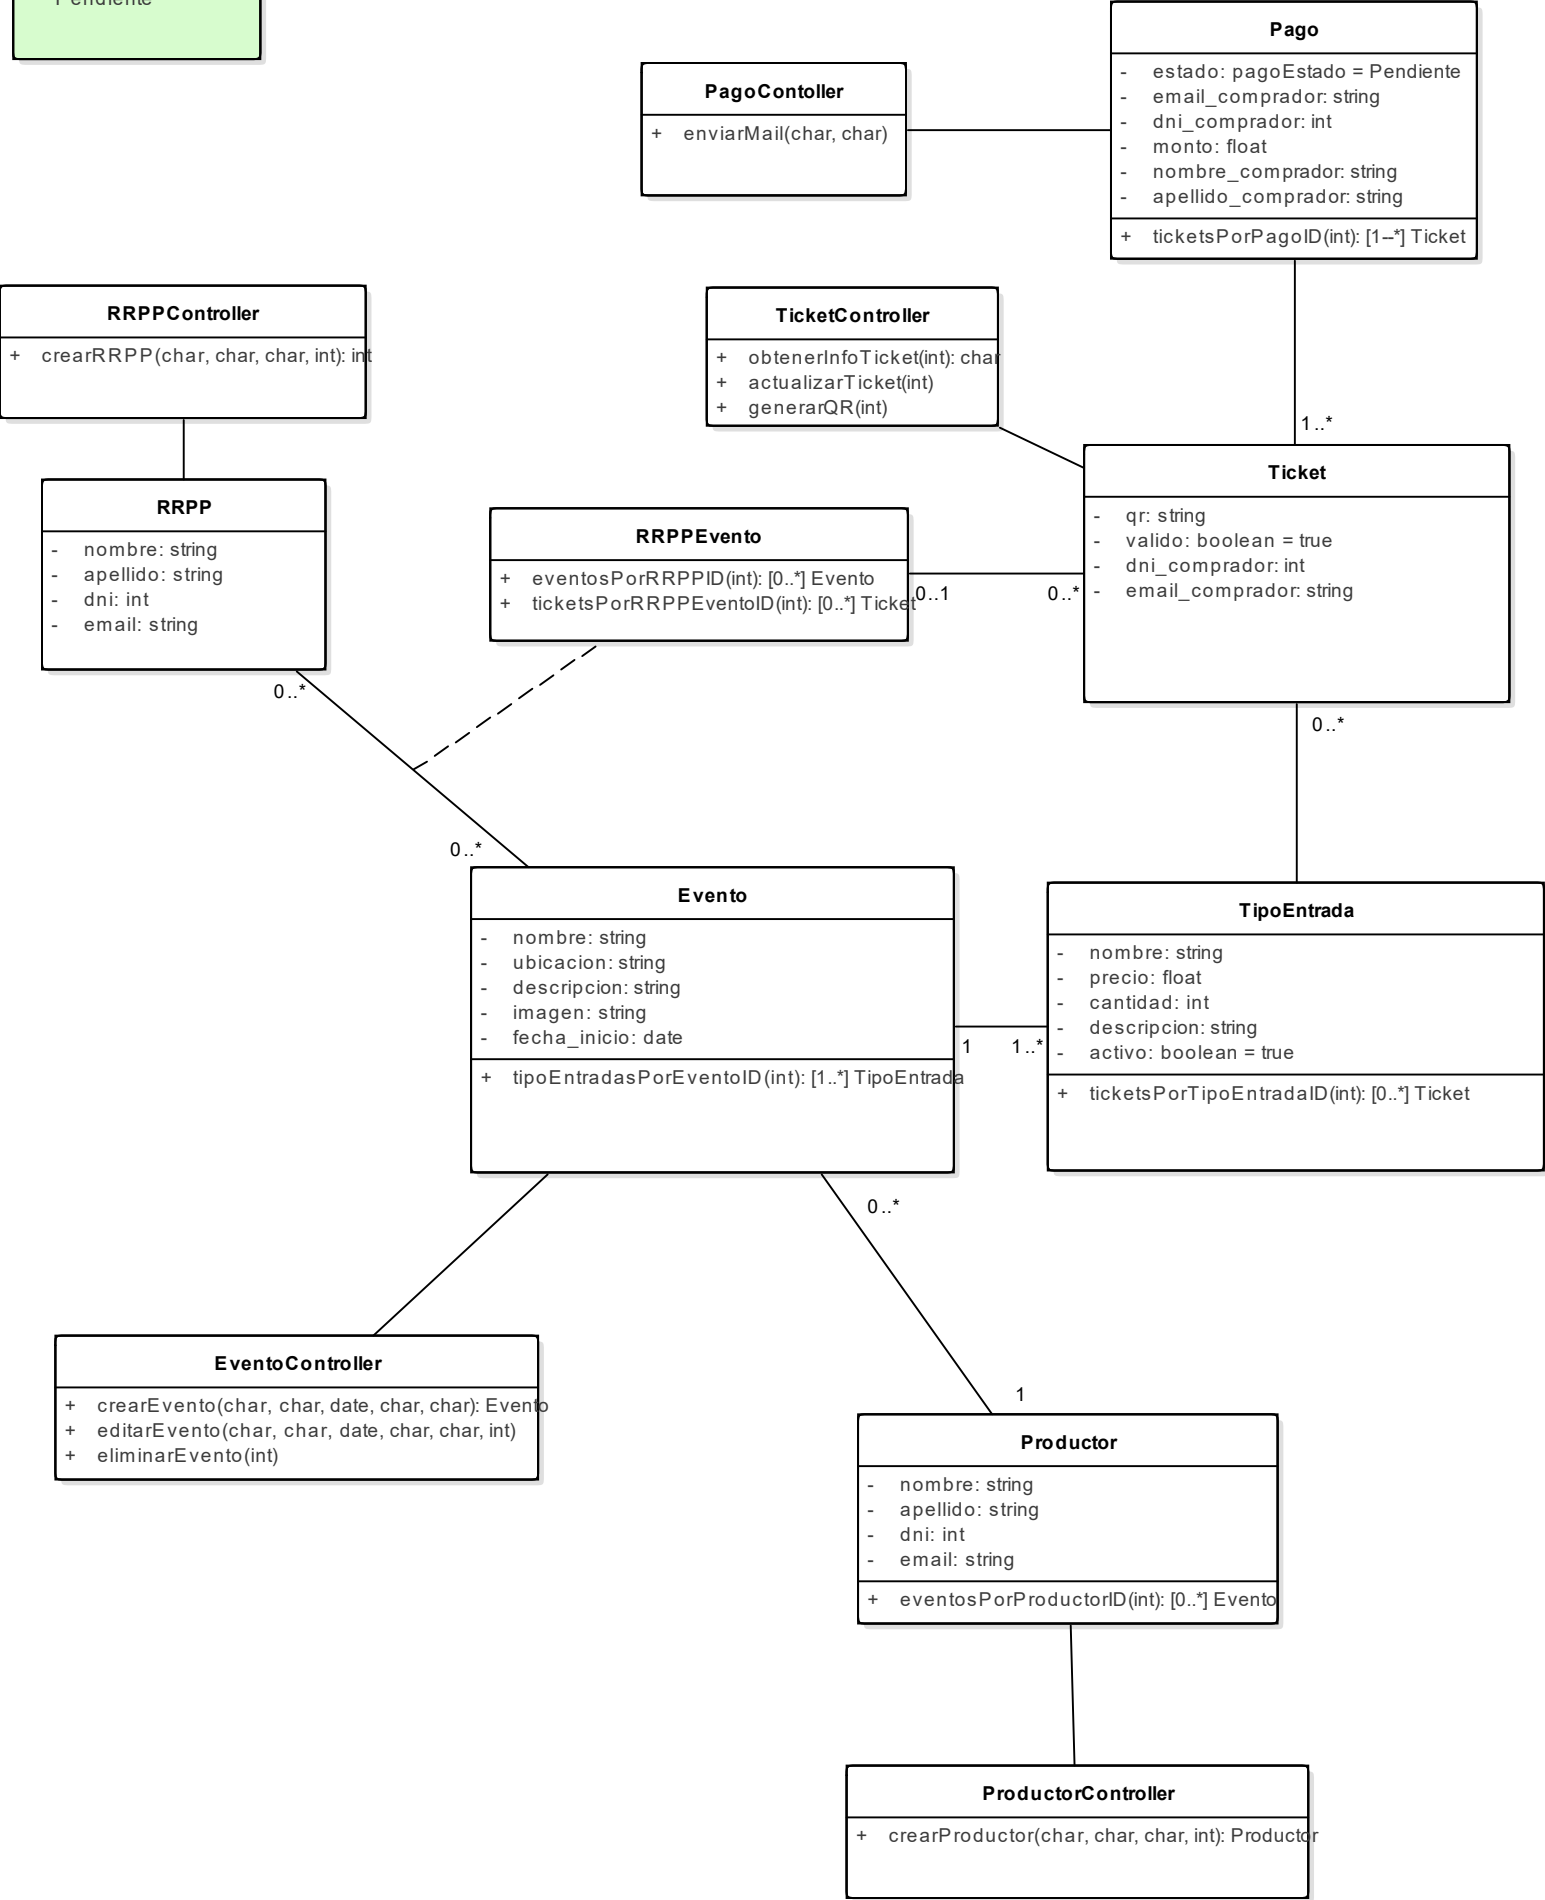 Pendiente
Pago
- estado: pagoEstado = Pendiente
- email_comprador: string
- dni_comprador: int
- monto: float
- nombre_comprador: string
- apellido_comprador: string
+ ticketsPorPagoID(int): [1--*] Ticket
PagoContoller
+ enviarMail(char, char)
RRPPController
+ crearRRPP(char, char, char, int): int
TicketController
+ obtenerInfoTicket(int): char
+ actualizarTicket(int)
+ generarQR(int)
1..*
Ticket
- qr: string
- valido: boolean = true
- dni_comprador: int
- email_comprador: string
RRPP
- nombre: string
- apellido: string
- dni: int
- email: string
RRPPEvento
+ eventosPorRRPPID(int): [0..*] Evento
+ ticketsPorRRPPEventoID(int): [0..*] Ticket
0..1
0..*
0..*
0..*
0..*
Evento
- nombre: string
- ubicacion: string
- descripcion: string
- imagen: string
- fecha_inicio: date
+ tipoEntradasPorEventoID(int): [1..*] TipoEntrada
1
1..*
TipoEntrada
- nombre: string
- precio: float
- cantidad: int
- descripcion: string
- activo: boolean = true
+ ticketsPorTipoEntradaID(int): [0..*] Ticket
0..*
1
EventoController
+ crearEvento(char, char, date, char, char): Evento
+ editarEvento(char, char, date, char, char, int)
+ eliminarEvento(int)
Productor
- nombre: string
- apellido: string
- dni: int
- email: string
+ eventosPorProductorID(int): [0..*] Evento
ProductorController
+ crearProductor(char, char, char, int): Productor